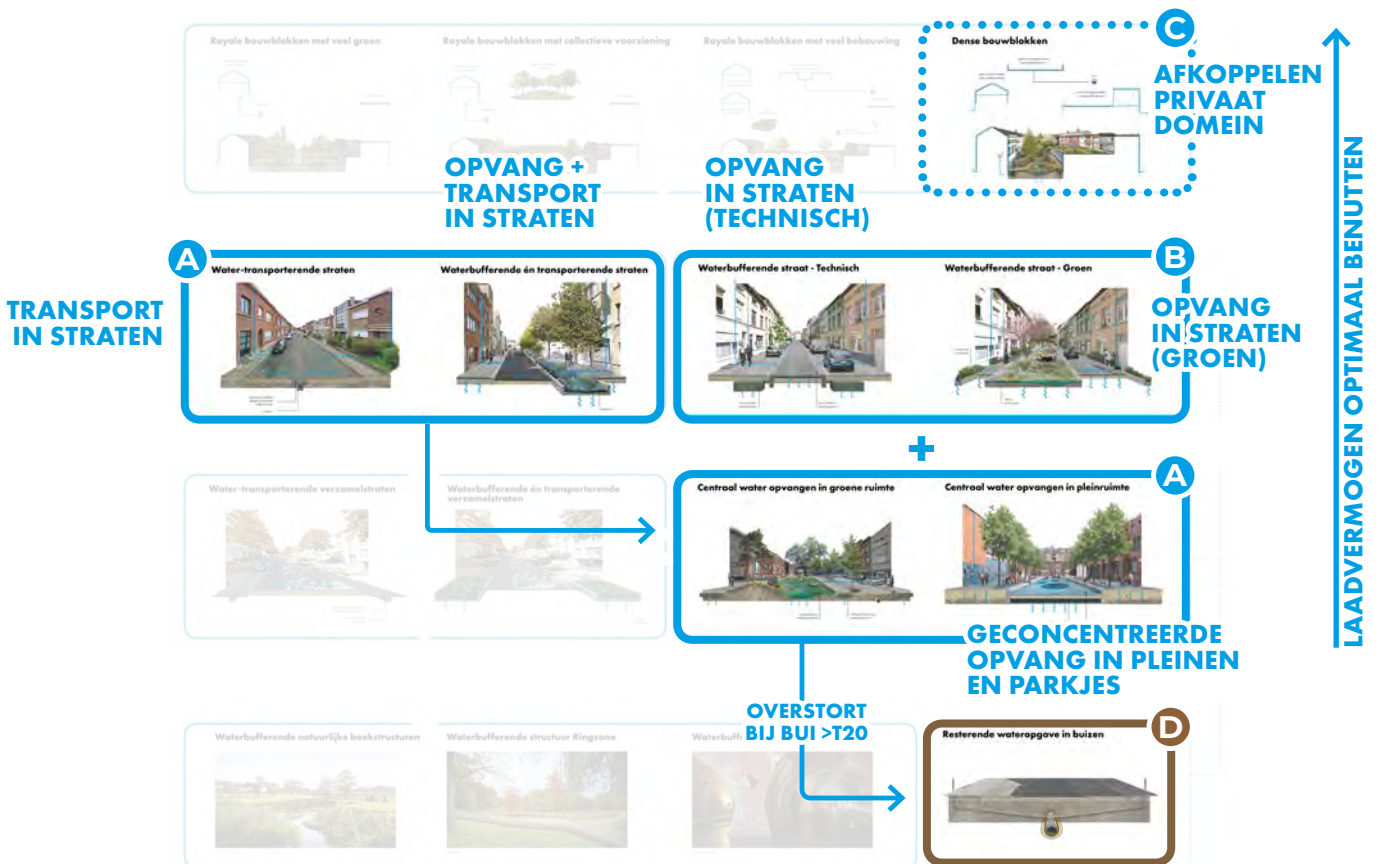 C
Royale bouwblokken met veel groen
Royale bouwblokken met collectieve voorziening
Royale bouwblokken met veel bebouwing
Dense bouwblokken
AFKOPPELEN
PRIVAAT
DOMEIN
OPVANG +
TRANSPORT
IN STRATEN
OPVANG
IN STRATEN
(TECHNISCH)
A
Water-transporterende straten
Waterbufferende én transporterende straten
Waterbufferende straat - Technisch
Waterbufferende straat - Groen
B
TRANSPORT
IN STRATEN
OPVANG
IN STRATEN
(GROEN)
LAADVERMOGEN OPTIMAAL BENUTTEN
+
A
Water-transporterende verzamelstraten
Waterbufferende én transporterende
verzamelstraten
Centraal water opvangen in groene ruimte
Centraal water opvangen in pleinruimte
GECONCENTREERDE
OPVANG IN PLEINEN
EN PARKJES
OVERSTORT
BIJ BUI >T20
D
Waterbufferende natuurlijke beekstructuren
Waterbufferende structuur Ringzone
Resterende wateropgave in buizen